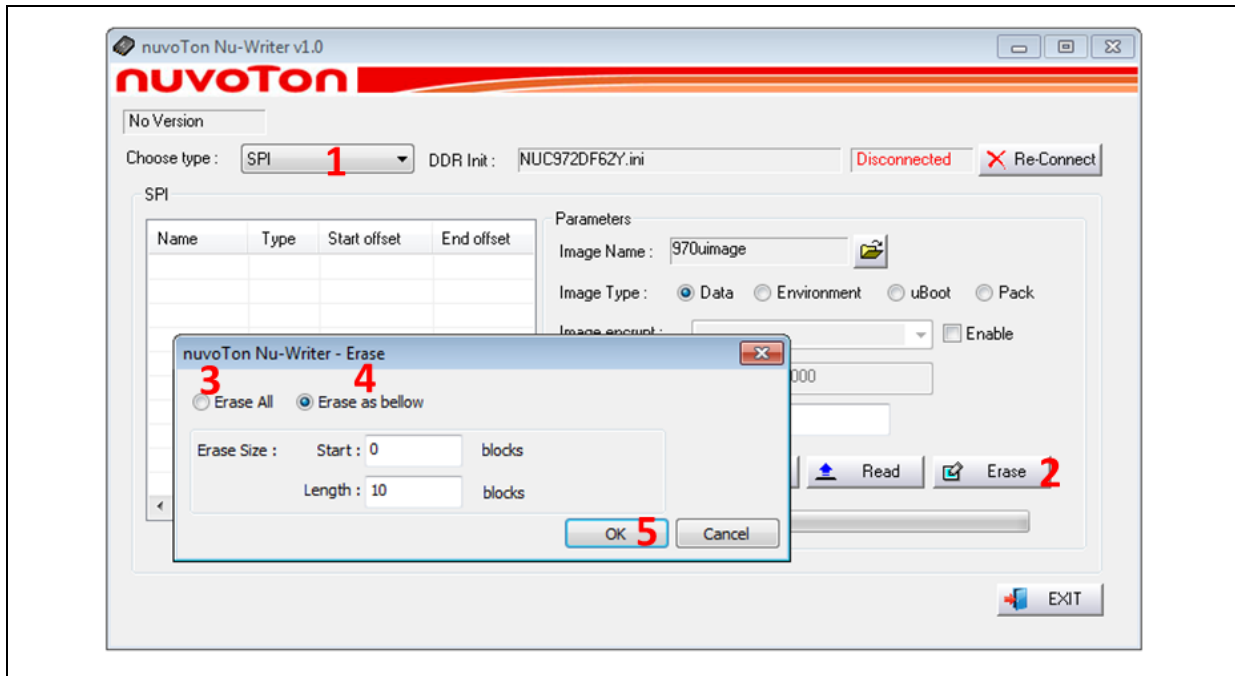 nuvoTon Nu-Writer v1.0
nuvoTon
No Version
Choose type : SPI 1 DDR Init : NUC972DF62Y.ini Disconnected Re-Connect
SPI
Name Type Start offset End offset
Parameters
Image Name : 970uimage
Image Type : Data Environment uBoot Pack
Image encrypt : Enable
nuvoTon Nu-Writer - Erase
000
3 4
Erase All Erase as bellow
Erase Size : Start : 0 blocks
Length : 10 blocks
Read Erase 2
OK 5 Cancel
EXIT